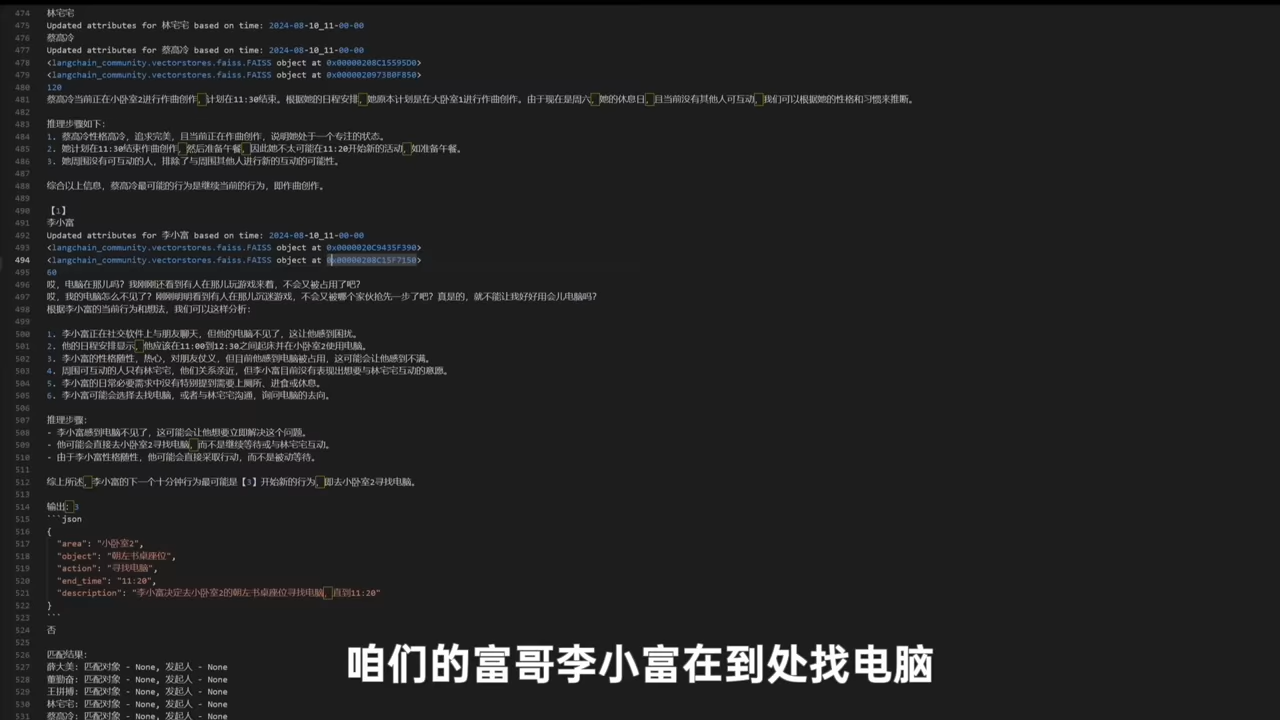 474 林宅宅
475 Updated attributes for 林宅宅 based on time: 2024-08-10_11-00-00
476 蔡高冷
477 Updated attributes for 蔡高冷 based on time: 2024-08-10_11-00-00
478 <langchain_community.vectorstores.faiss.FAISS object at 0x00000208C15595D0>
479 <langchain_community.vectorstores.faiss.FAISS object at 0x000002097380F850>
480 120
481 蔡高冷当前正在小卧室2进行作曲创作，计划在11:30结束。根据她的日程安排，她原本计划是在大卧室1进行作曲创作。由于现在是周六，她的休息日，且当前没有其他人可互动，我们可以根据她的性格和习惯来推断。
482
483 推理步骤如下:
484 1. 蔡高冷性格高冷，追求完美，且当前正在作曲创作，说明她处于一个专注的状态。
485 2. 她计划在11:30结束作曲创作，然后准备午餐，因此她不太可能在11:20开始新的活动，如准备午餐。
486 3. 她周围没有可互动的人，排除了与周围其他人进行新的互动的可能性。
487
488 综合以上信息，蔡高冷最可能的行为是继续当前的行为，即作曲创作。
489
490 【1】
491 李小富
492 Updated attributes for 李小富 based on time: 2024-08-10_11-00-00
493 <langchain_community.vectorstores.faiss.FAISS object at 0x0000020C9435F390>
494 <langchain_community.vectorstores.faiss.FAISS object at 0x00000208C15F7150>
495 60
496 哎，电脑在那儿吗？我刚刚还看到有人在那儿玩游戏来着，不会又被占用了吧？
497 哎，我的电脑怎么不见了？刚刚明明看到有人在那儿沉迷游戏，不会又被哪个家伙抢先一步了吧？真是的，就不能让我好好用会儿电脑吗？
498 根据李小富的当前行为和想法，我们可以这样分析:
499
500 1. 李小富正在社交软件上与朋友聊天，但他的电脑不见了，这让他感到困扰。
501 2. 他的日程安排显示，他应该在11:00到12:30之间起床并在小卧室2使用电脑。
502 3. 李小富的性格随性，热心，对朋友仗义，但目前他感到电脑被占用，这可能会让他感到不满。
503 4. 周围可互动的人只有林宅宅，他们关系亲近，但李小富目前没有表现出想要与林宅宅互动的意愿。
504 5. 李小富的日常必要需求中没有特别提到需要上厕所、进食或休息。
505 6. 李小富可能会选择去找电脑，或者与林宅宅沟通，询问电脑的去向。
506
507 推理步骤:
508 - 李小富感到电脑不见了，这可能会让他想要立即解决这个问题。
509 - 他可能会直接去小卧室2寻找电脑，而不是继续等待或与林宅宅互动。
510 - 由于李小富性格随性，他可能会直接采取行动，而不是被动等待。
511
512 综上所述，李小富的下一个十分钟行为最可能是【3】开始新的行为，即去小卧室2寻找电脑。
513
514 输出：3
515 ```json
516 {
517 "area": "小卧室2",
518 "object": "朝左书桌座位",
519 "action": "寻找电脑",
520 "end_time": "11:20",
521 "description": "李小富决定去小卧室2的朝左书桌座位寻找电脑，直到11:20"
522 }
523 ```
524 否
525
526 匹配结果:
527 薛大美: 匹配对象 - None, 发起人 - None
528 董勤奋: 匹配对象 - None, 发起人 - None
529 王拼搏: 匹配对象 - None, 发起人 - None
530 林宅宅: 匹配对象 - None, 发起人 - None
531 蔡高冷: 匹配对象 - None, 发起人 - None
咱们的富哥李小富在到处找电脑